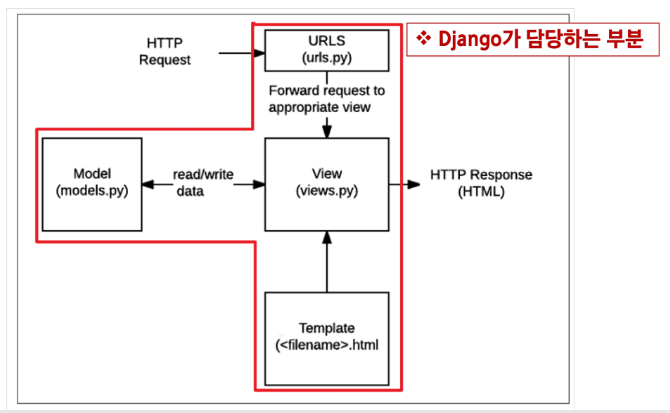 ❖ Django가 담당하는 부분
HTTP
Request
URLS
(urls.py)
Forward request to
appropriate view
Model
(models.py)
read/write
data
View
(views.py)
HTTP Response
(HTML)
Template
(<filename>.html